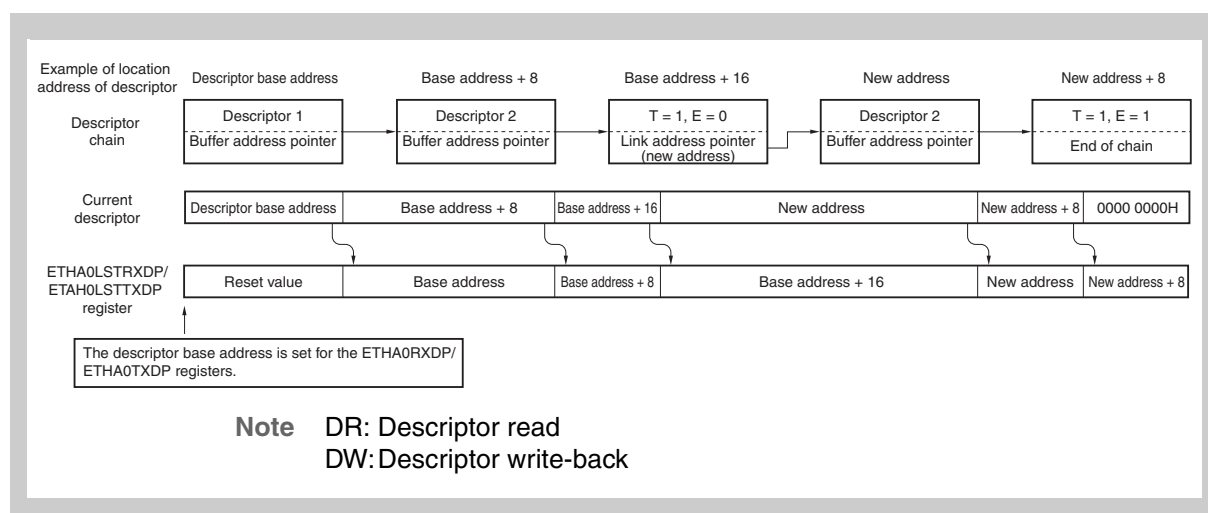 Example of location
address of descriptor
Descriptor base address
Base address + 8
Base address + 16
New address
New address + 8
Descriptor
chain
Descriptor 1
Buffer address pointer
Descriptor 2
Buffer address pointer
T = 1, E = 0
Link address pointer
(new address)
Descriptor 2
Buffer address pointer
T = 1, E = 1
End of chain
Current
descriptor
Descriptor base address
Base address + 8
Base address + 16
New address
New address + 8
0000 0000H
ETHA0LSTRXDP/
ETAH0LSTTXDP
register
Reset value
Base address
Base address + 8
Base address + 16
New address
New address + 8
The descriptor base address is set for the ETHA0RXDP/
ETHA0TXDP registers.
Note DR: Descriptor read
DW: Descriptor write-back